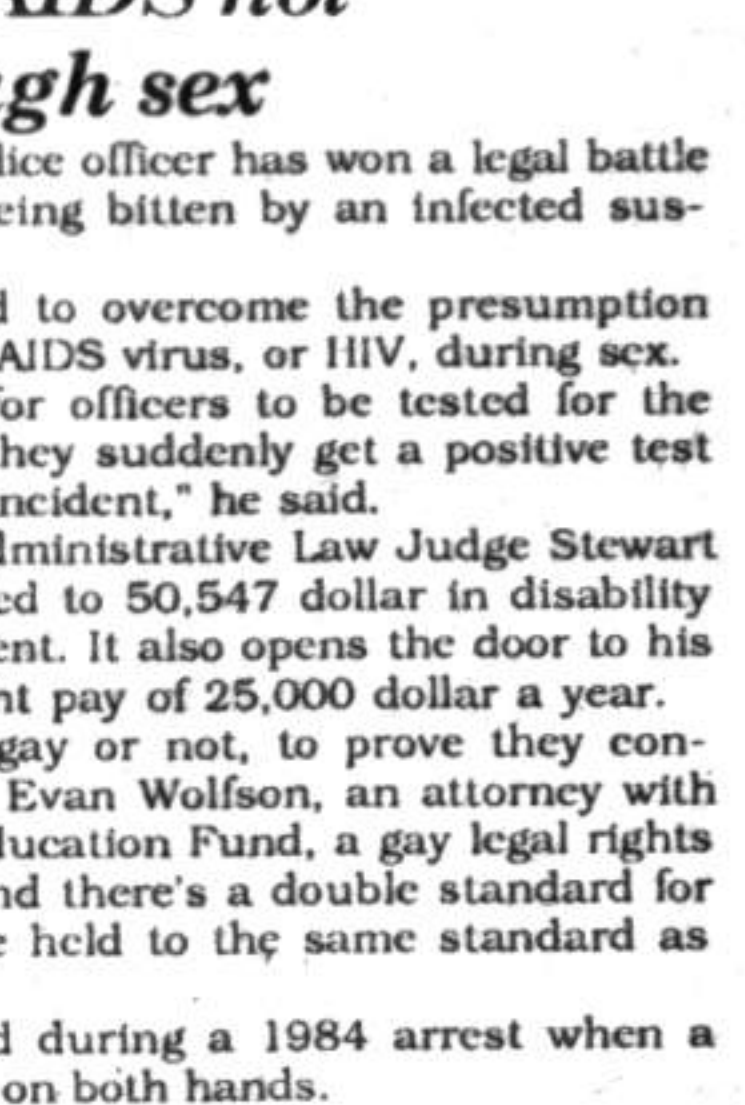 AIDS not
ugh sex
lice officer has won a legal battle
eing bitten by an infected sus-
d to overcome the presumption
AIDS virus, or HIV, during sex.
for officers to be tested for the
hey suddenly get a positive test
ncident," he said.
dministrative Law Judge Stewart
ed to 50,547 dollar in disability
ent. It also opens the door to his
nt pay of 25,000 dollar a year.
gay or not, to prove they con-
Evan Wolfson, an attorney with
ducation Fund, a gay legal rights
nd there's a double standard for
e held to the same standard as
d during a 1984 arrest when a
on both hands.